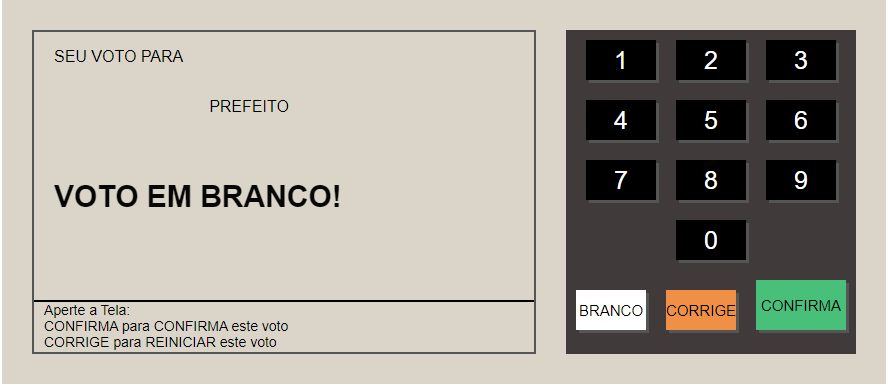 SEU VOTO PARA
PREFEITO
VOTO EM BRANCO!
Aperte a Tela:
CONFIRMA para CONFIRMA este voto
CORRIGE para REINICIAR este voto
1 2 3
4 5 6
7 8 9
0
BRANCO CORRIGE CONFIRMA